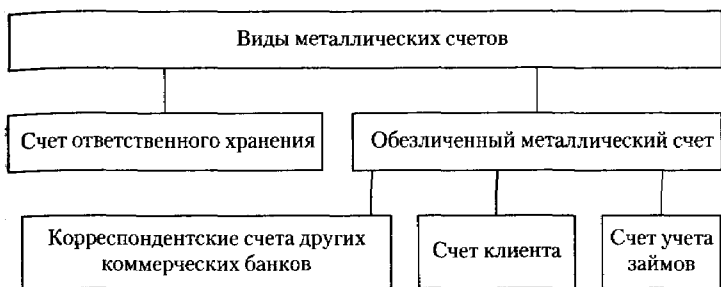 Виды металлических счетов
Счет ответственного хранения
Обезличенный металлический счет
Корреспондентские счета других
коммерческих банков
Счет клиента
Счет учета
займов